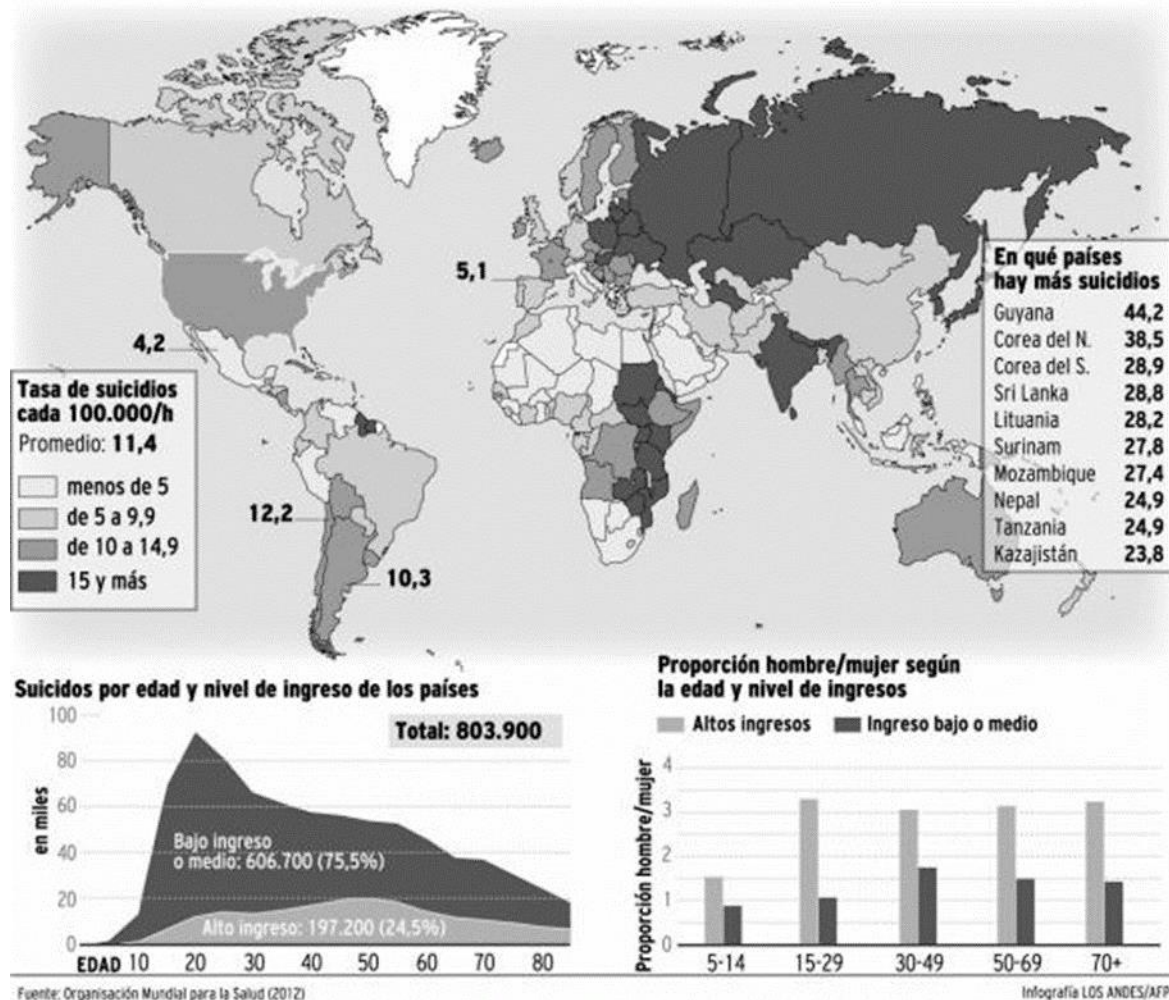 5,1
4,2
12,2
10,3
Tasa de suicidios
cada 100.000/h
Promedio: 11,4
menos de 5
de 5 a 9,9
de 10 a 14,9
15 y más
En qué países
hay más suicidios
Guyana 44,2
Corea del N. 38,5
Corea del S. 28,9
Sri Lanka 28,8
Lituania 28,2
Surinam 27,8
Mozambique 27,4
Nepal 24,9
Tanzania 24,9
Kazajistán 23,8
Suicidos por edad y nivel de ingreso de los países
Total: 803.900
en miles
100
80
60
40
20
0
Bajo ingreso
o medio: 606.700 (75,5%)
Alto ingreso: 197.200 (24,5%)
EDAD 10 20 30 40 50 60 70 80
Proporción hombre/mujer según
la edad y nivel de ingresos
Altos ingresos Ingreso bajo o medio
Proporción hombre/mujer
4
3
2
1
0
5-14 15-29 30-49 50-69 70+
Fuente: Organisación Mundial para la Salud (2012)
Infografía LOS ANDES/AFP